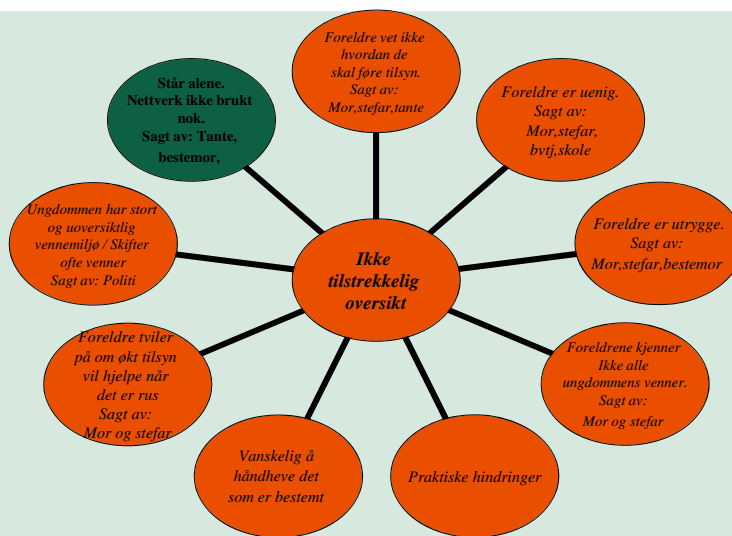 Foreldre vet ikke
hvordan de
skal føre tilsyn.
Sagt av:
Mor,stefar,tante
Står alene.
Nettverk ikke brukt
nok.
Sagt av: Tante,
bestemor,
Foreldre er uenig.
Sagt av:
Mor,stefar,
bvtj,skole
Ungdommen har stort
og uoversiktlig
vennemiljø / Skifter
ofte venner
Sagt av: Politi
Foreldre er utrygge.
Sagt av:
Mor,stefar,bestemor
Ikke
tilstrekkelig
oversikt
Foreldre tviler
på om økt tilsyn
vil hjelpe når
det er rus
Sagt av:
Mor og stefar
Foreldrene kjenner
Ikke alle
ungdommens venner.
Sagt av:
Mor og stefar
Vanskelig å
håndheve det
som er bestemt
Praktiske hindringer